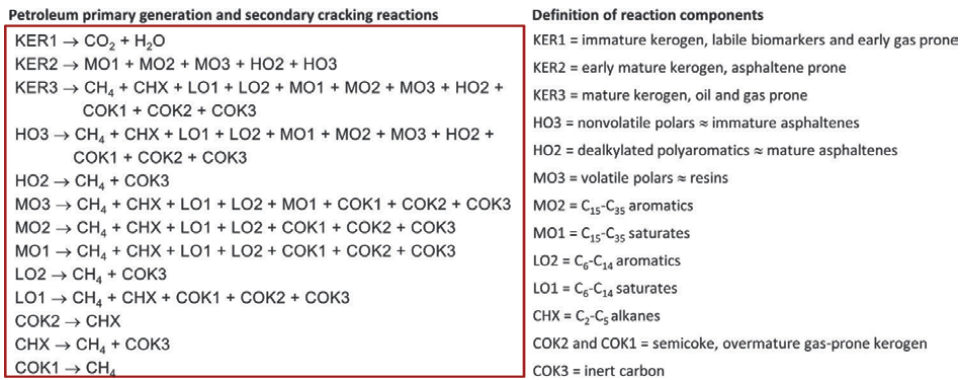 Petroleum primary generation and secondary cracking reactions
KER1 → CO₂ + H₂O
KER2 → MO1 + MO2 + MO3 + HO2 + HO3
KER3 → CH₄ + CHX + LO1 + LO2 + MO1 + MO2 + MO3 + HO2 +
COK1 + COK2 + COK3
HO3 → CH₄ + CHX + LO1 + LO2 + MO1 + MO2 + MO3 + HO2 +
COK1 + COK2 + COK3
HO2 → CH₄ + COK3
MO3 → CH₄ + CHX + LO1 + LO2 + MO1 + COK1 + COK2 + COK3
MO2 → CH₄ + CHX + LO1 + LO2 + COK1 + COK2 + COK3
MO1 → CH₄ + CHX + LO1 + LO2 + COK1 + COK2 + COK3
LO2 → CH₄ + COK3
LO1 → CH₄ + CHX + COK1 + COK2 + COK3
COK2 → CHX
CHX → CH₄ + COK3
COK1 → CH₄
Definition of reaction components
KER1 = immature kerogen, labile biomarkers and early gas prone
KER2 = early mature kerogen, asphaltene prone
KER3 = mature kerogen, oil and gas prone
HO3 = nonvolatile polars ≈ immature asphaltenes
HO2 = dealkylated polyaromatics ≈ mature asphaltenes
MO3 = volatile polars ≈ resins
MO2 = C₁₅-C₃₅ aromatics
MO1 = C₁₅-C₃₅ saturates
LO2 = C₆-C₁₄ aromatics
LO1 = C₆-C₁₄ saturates
CHX = C₂-C₅ alkanes
COK2 and COK1 = semicoke, overmature gas-prone kerogen
COK3 = inert carbon